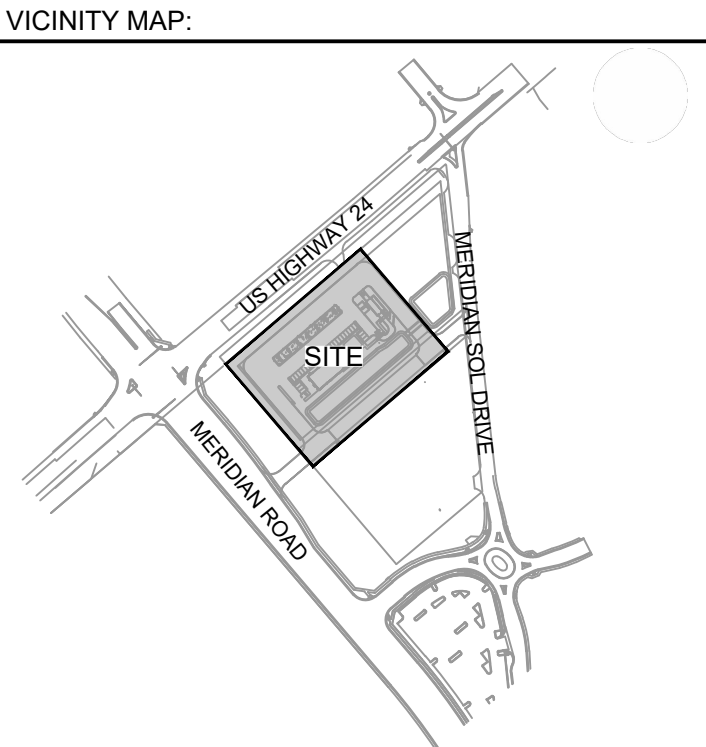 VICINITY MAP:
US HIGHWAY 24
MERIDIAN SOL DRIVE
SITE
MERIDIAN ROAD